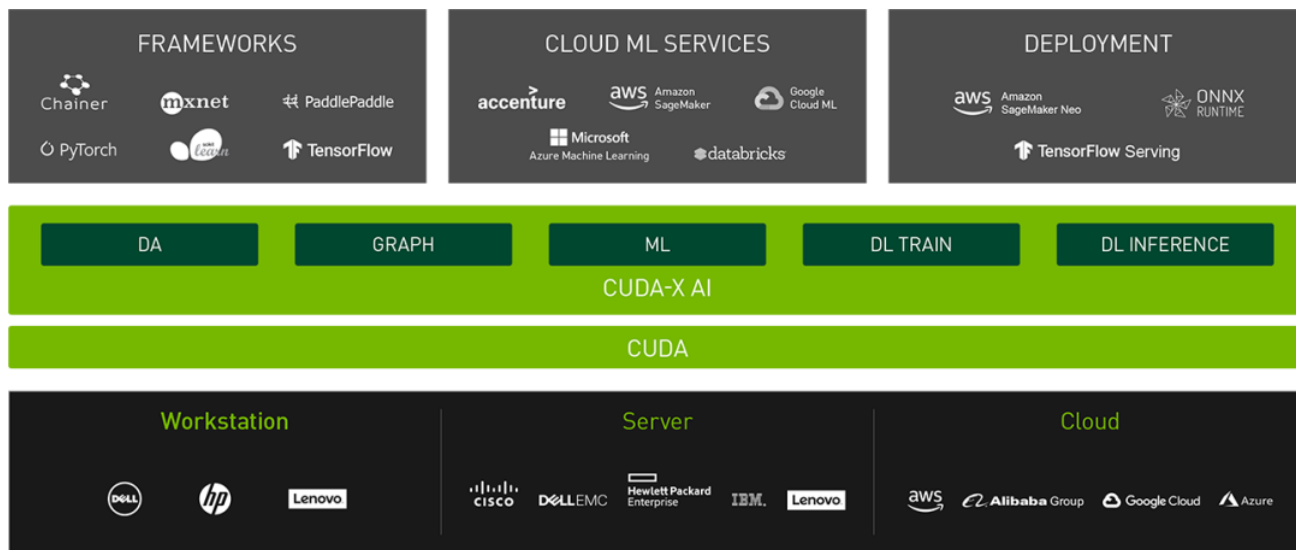 FRAMEWORKS
Chainer
mxnet
PaddlePaddle
PyTorch
learn
TensorFlow
CLOUD ML SERVICES
accenture
aws Amazon
SageMaker
Google
Cloud ML
Microsoft
Azure Machine Learning
databricks
DEPLOYMENT
aws Amazon
SageMaker Neo
ONNX
RUNTIME
TensorFlow Serving
DA
GRAPH
ML
DL TRAIN
DL INFERENCE
CUDA-X AI
CUDA
Workstation
DELL
hp
Lenovo
Server
CISCO
DELLEMC
Hewlett Packard
Enterprise
IBM.
Lenovo
Cloud
aws
Alibaba Group
Google Cloud
Azure